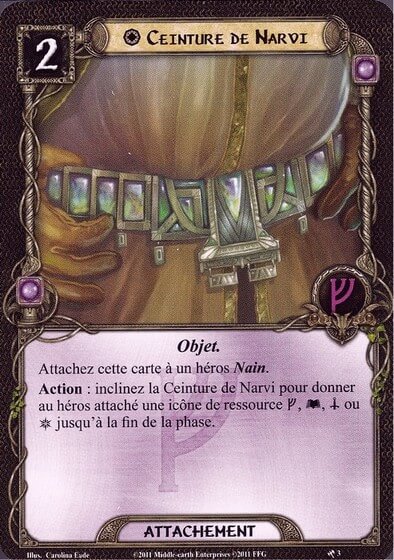 2
Ceinture de Narvi
Objet.
Attachez cette carte à un héros Nain.
Action : inclinez la Ceinture de Narvi pour donner
au héros attaché une icône de ressource , , ou
jusqu'à la fin de la phase.
ATTACHEMENT
Illus. Carolina Eade ©2011 Middle-earth Enterprises ©2011 FFG 3